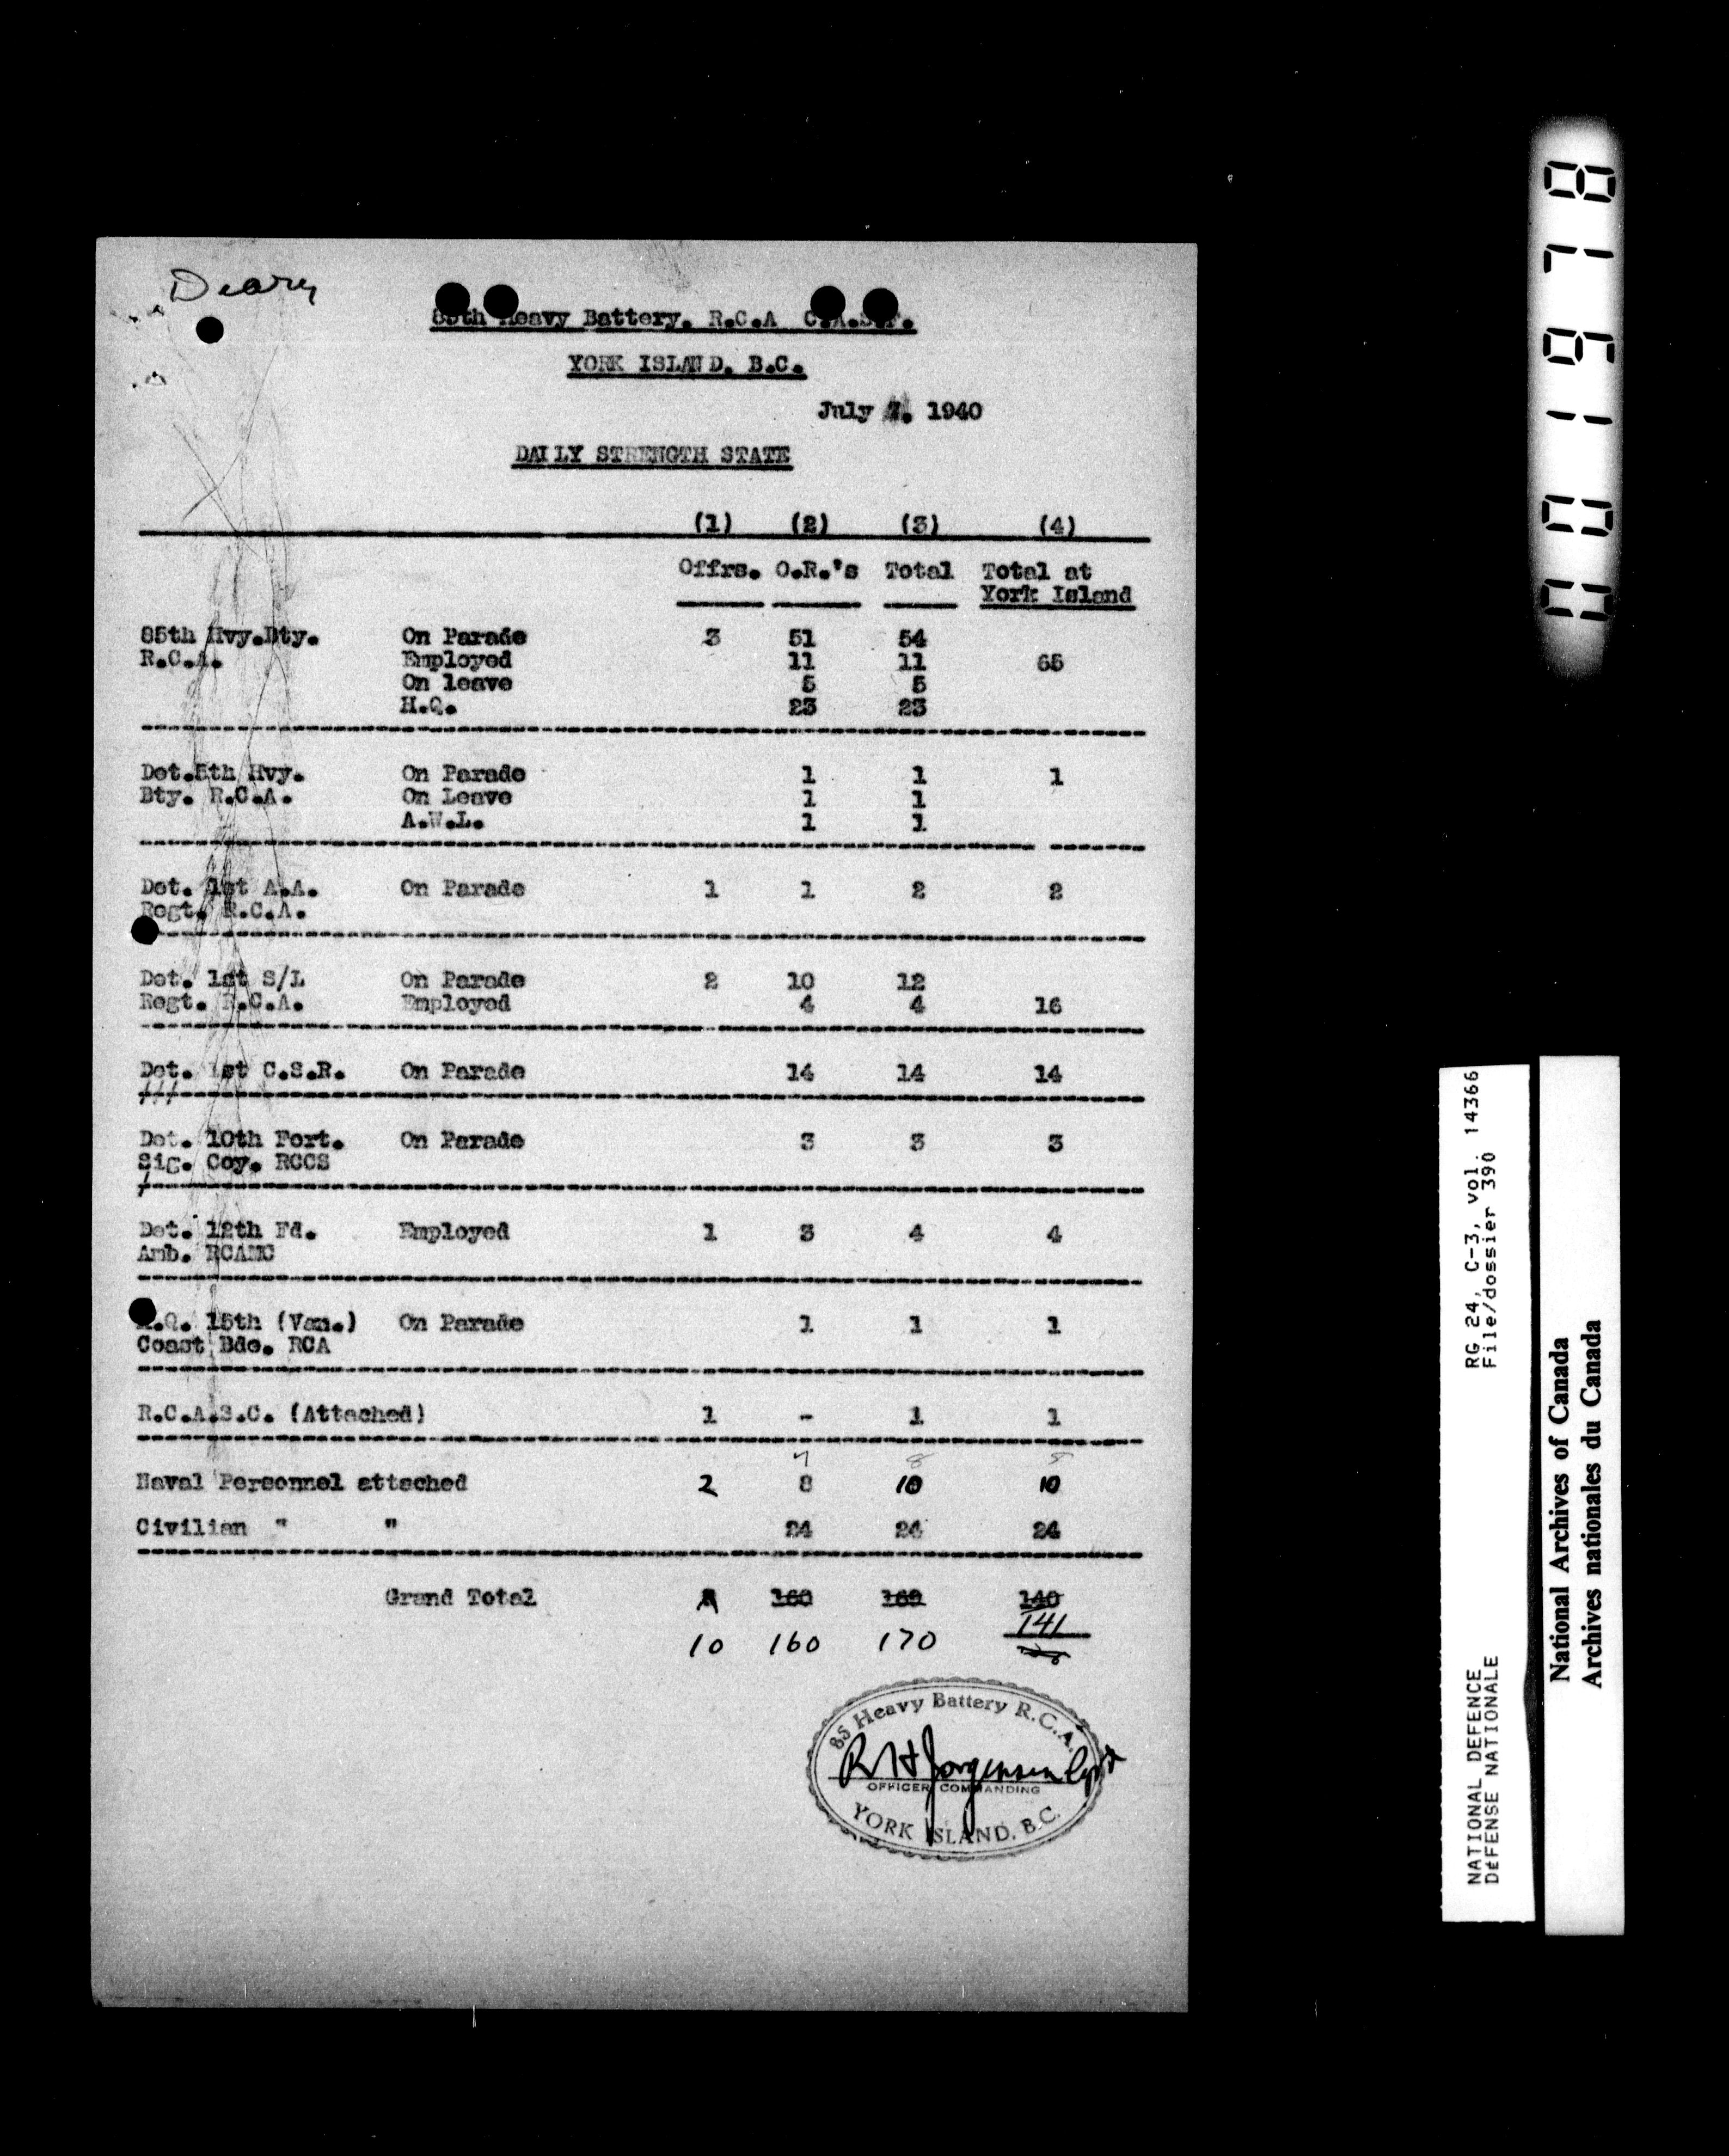 Diary
85th Heavy Battery. R.C.A C.A.S.F.
YORK ISLAND. B.C.
July 1940
DAILY STRENGTH STATE
(1) (2) (3) (4)
Offrs. O.R.'s Total Total at
York Island
85th Hvy.Bty. On Parade 3 51 54
R.C.A. Employed 11 11 65
On leave 5 5
H.Q. 23 23
Det.5th Hvy. On Parade 1 1 1
Bty. R.C.A. On Leave 1 1
A.W.L. 1 1
Det. 1st A.A. On Parade 1 1 2 2
Regt. R.C.A.
Det. 1st S/L On Parade 2 10 12
Regt. R.C.A. Employed 4 4 16
Det. 1st C.S.R. On Parade 14 14 14
Det. 10th Fort. On Parade 3 3 3
Sig. Coy. RCCS
Det. 12th Fd. Employed 1 3 4 4
Amb. RCAMC
H.Q. 15th (Van.) On Parade 1 1 1
Coast Bde. RCA
R.C.A.S.C. (Attached) 1 - 1 1
7 8 8
Naval Personnel attached 2 8 10 10
Civilian " " 24 24 24
Grand Total 160 169 140
10 160 170 141
85 Heavy Battery R.C.A.
R H Jorgensen Capt
OFFICER COMMANDING
YORK ISLAND, B.C.
001978
RG 24, C-3, vol. 14366
File/dossier 390
NATIONAL DEFENCE
DÉFENSE NATIONALE
National Archives of Canada
Archives nationales du Canada